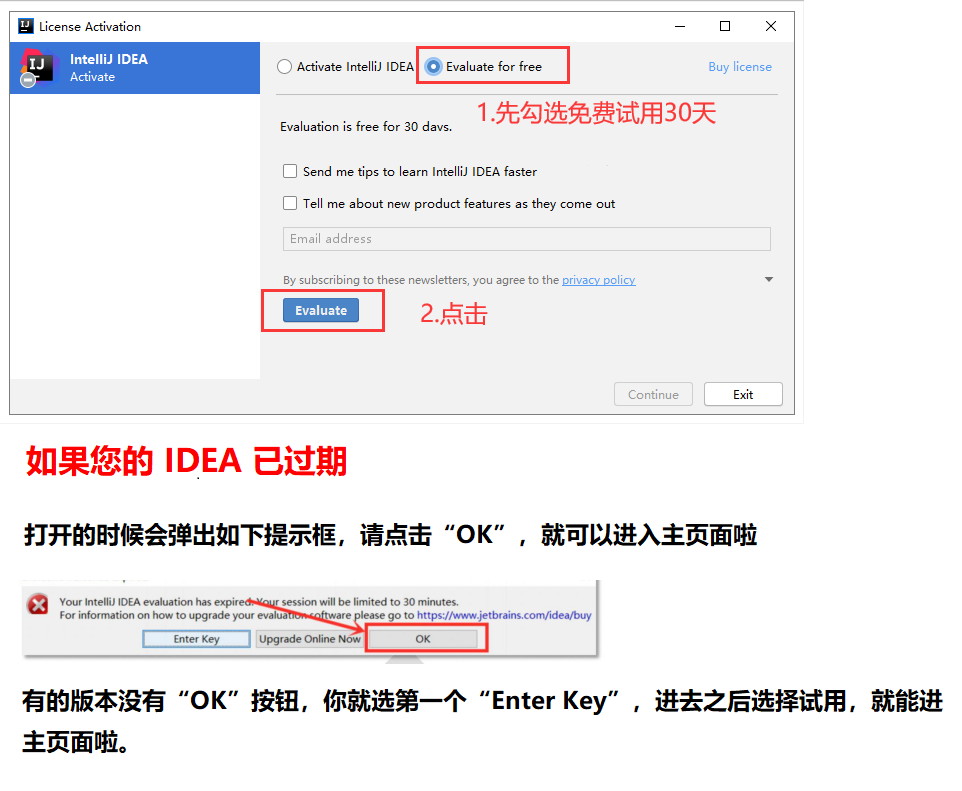 License Activation
IntelliJ IDEA
Activate
Activate IntelliJ IDEA
Evaluate for free
Buy license
1.先勾选免费试用30天
Evaluation is free for 30 days.
Send me tips to learn IntelliJ IDEA faster
Tell me about new product features as they come out
Email address
By subscribing to these newsletters, you agree to the privacy policy
Evaluate
2.点击
Continue
Exit
如果您的 IDEA 已过期
打开的时候会弹出如下提示框，请点击“OK”，就可以进入主页面啦
Your IntelliJ IDEA evaluation has expired. Your session will be limited to 30 minutes.
For information on how to upgrade your evaluation software please go to https://www.jetbrains.com/idea/buy
Enter Key
Upgrade Online Now
OK
有的版本没有“O”按钮，你就选第一个“Enter Key”，进去之后选择试用，就能进
主页面啦。